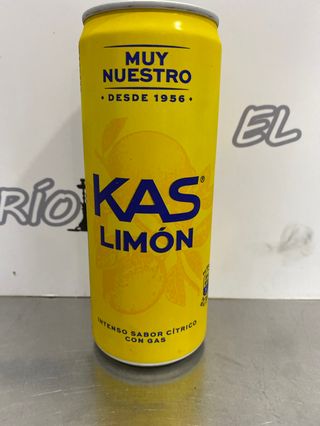 MUY
NUESTRO
• DESDE 1956 •
EL
RÍO
KAS®
LIMÓN
INTENSO SABOR CÍTRICO
CON GAS